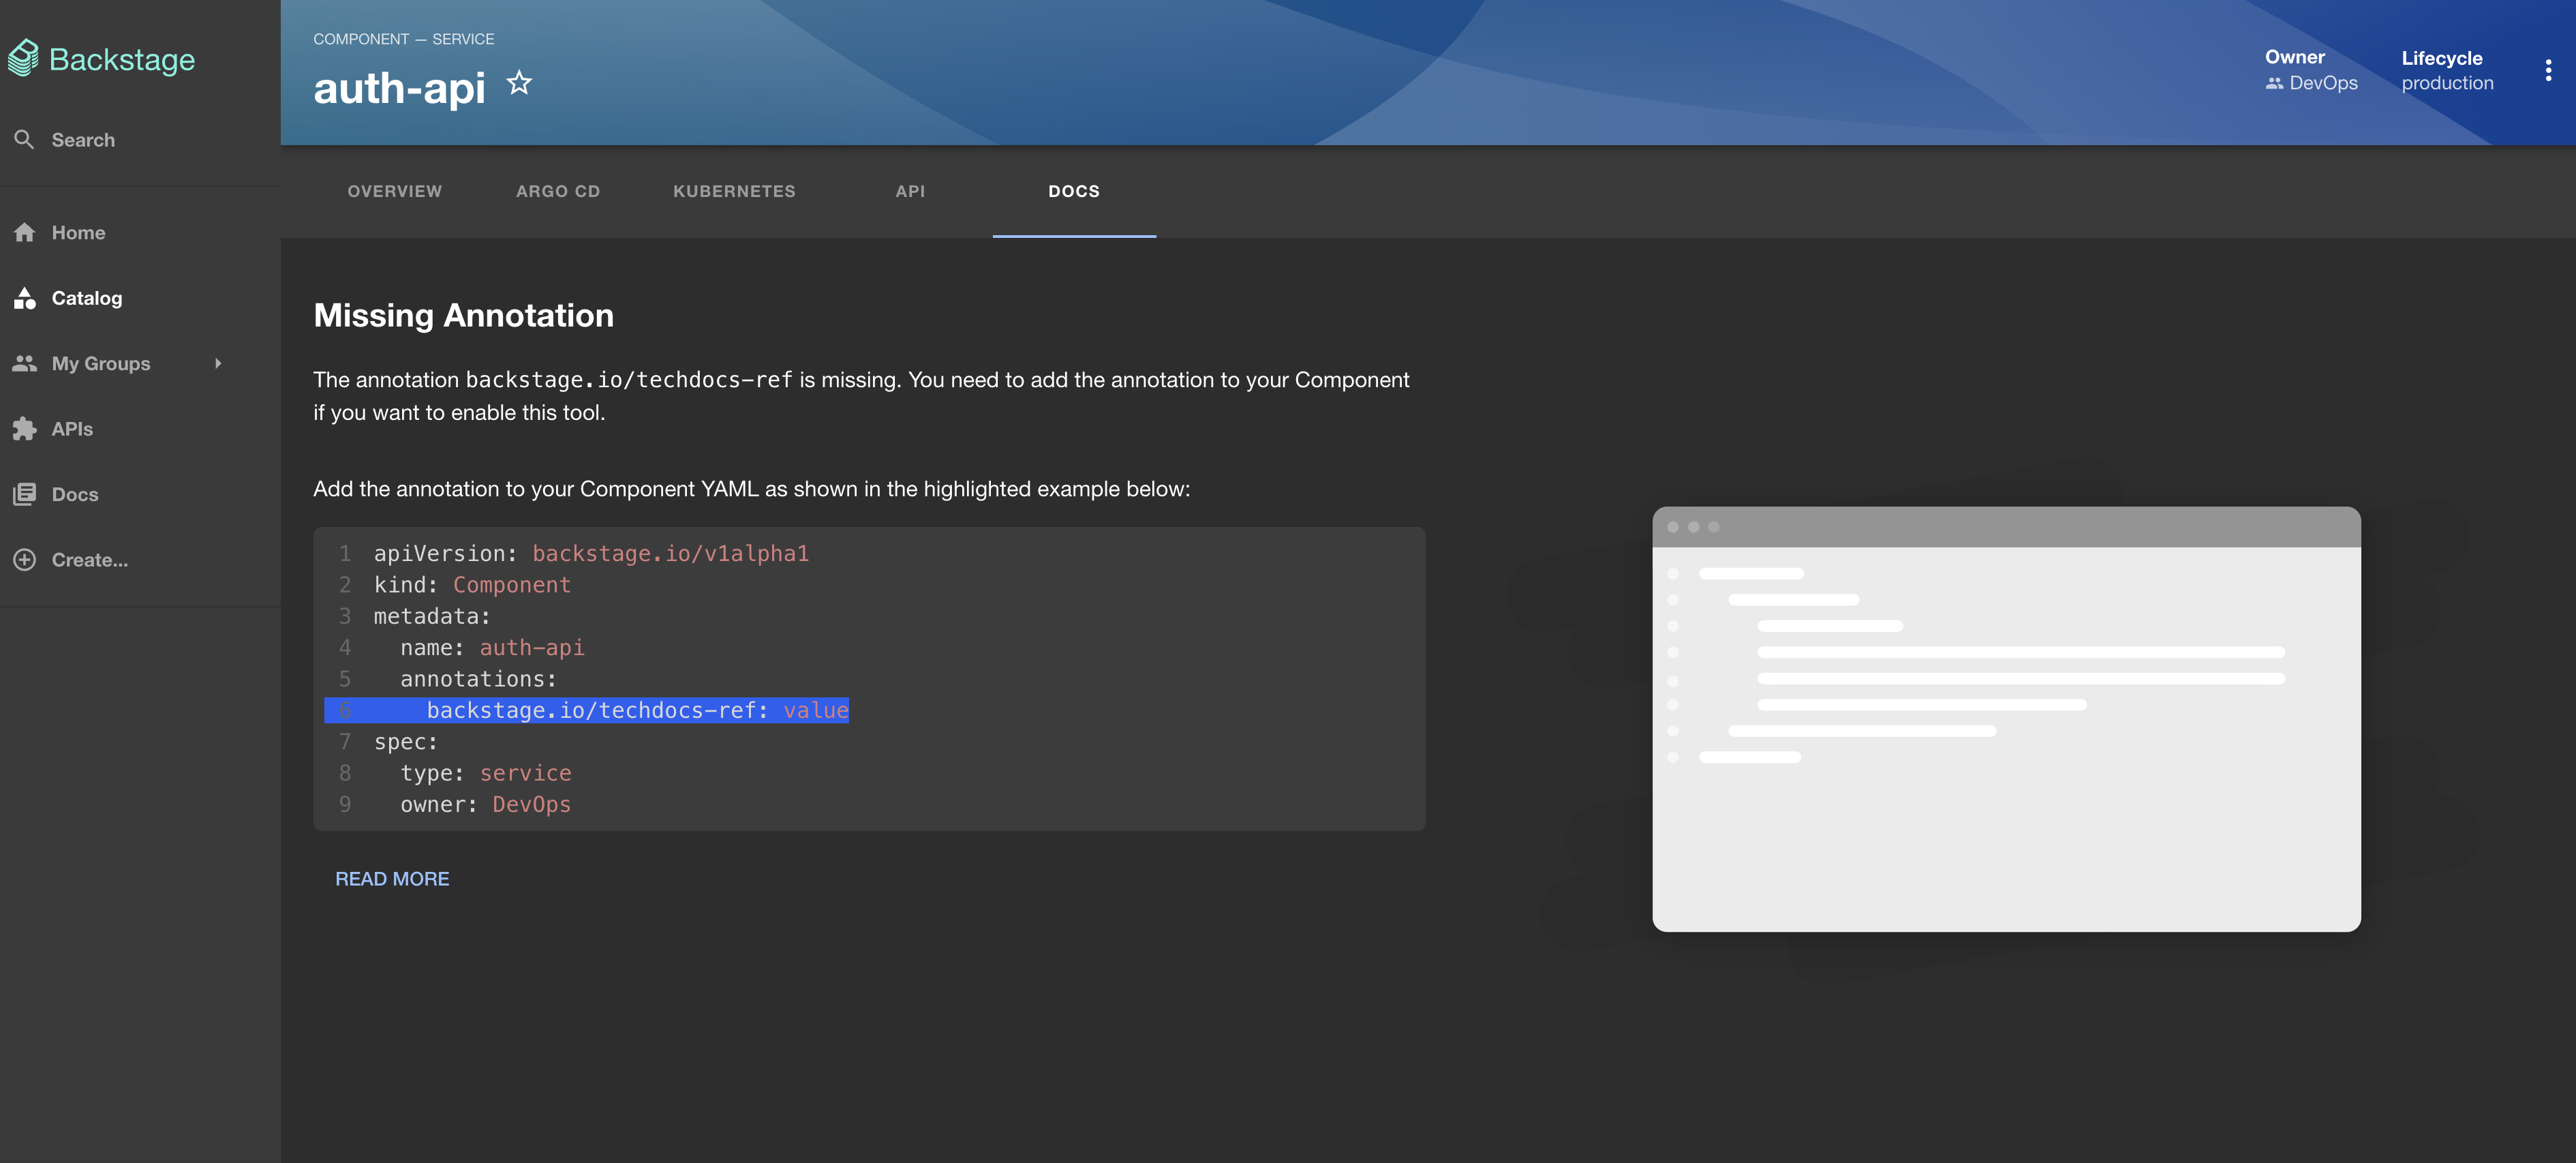 Backstage
Search
Home
Catalog
My Groups
APIs
Docs
Create...
COMPONENT — SERVICE
auth-api
Owner
DevOps
Lifecycle
production
OVERVIEW
ARGO CD
KUBERNETES
API
DOCS
Missing Annotation
The annotation backstage.io/techdocs-ref is missing. You need to add the annotation to your Component
if you want to enable this tool.
Add the annotation to your Component YAML as shown in the highlighted example below:
1 apiVersion: backstage.io/v1alpha1
2 kind: Component
3 metadata:
4   name: auth-api
5   annotations:
6     backstage.io/techdocs-ref: value
7 spec:
8   type: service
9   owner: DevOps
READ MORE